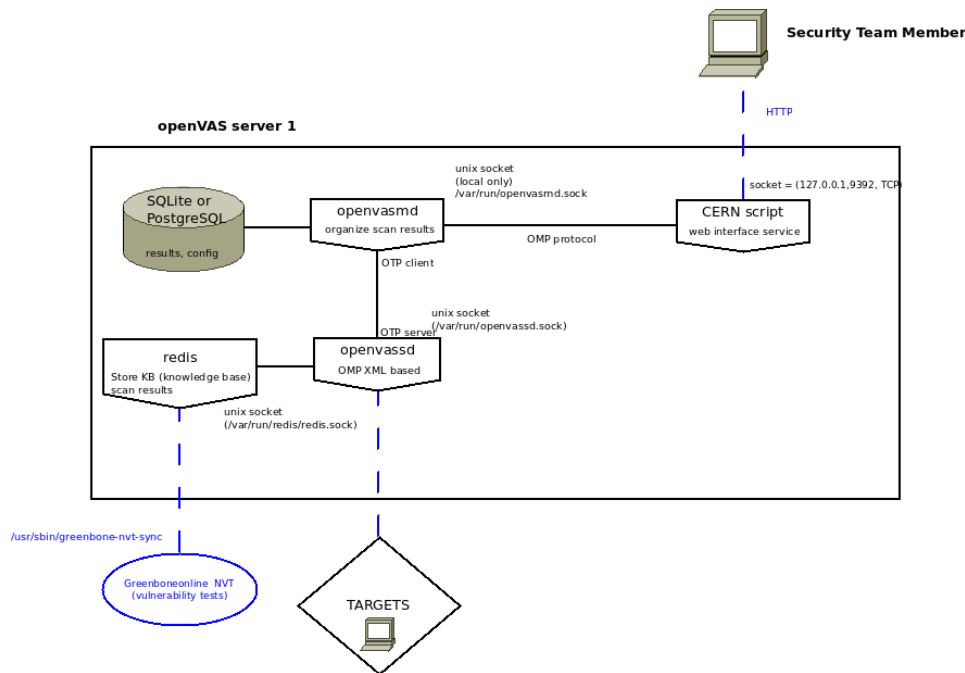 Security Team Member
HTTP
openVAS server 1
unix socket
(local only)
/var/run/openvasmd.sock
socket = (127.0.0.1,9392, TCP)
SQLite or
PostgreSQL
results, config
openvasmd
organize scan results
CERN script
web interface service
OMP protocol
OTP client
unix socket
(/var/run/openvassd.sock)
OTP server
openvassd
OMP XML based
redis
Store KB (knowledge base)
scan results
unix socket
(/var/run/redis/redis.sock)
/usr/sbin/greenbone-nvt-sync
Greenboneonline NVT
(vulnerability tests)
TARGETS